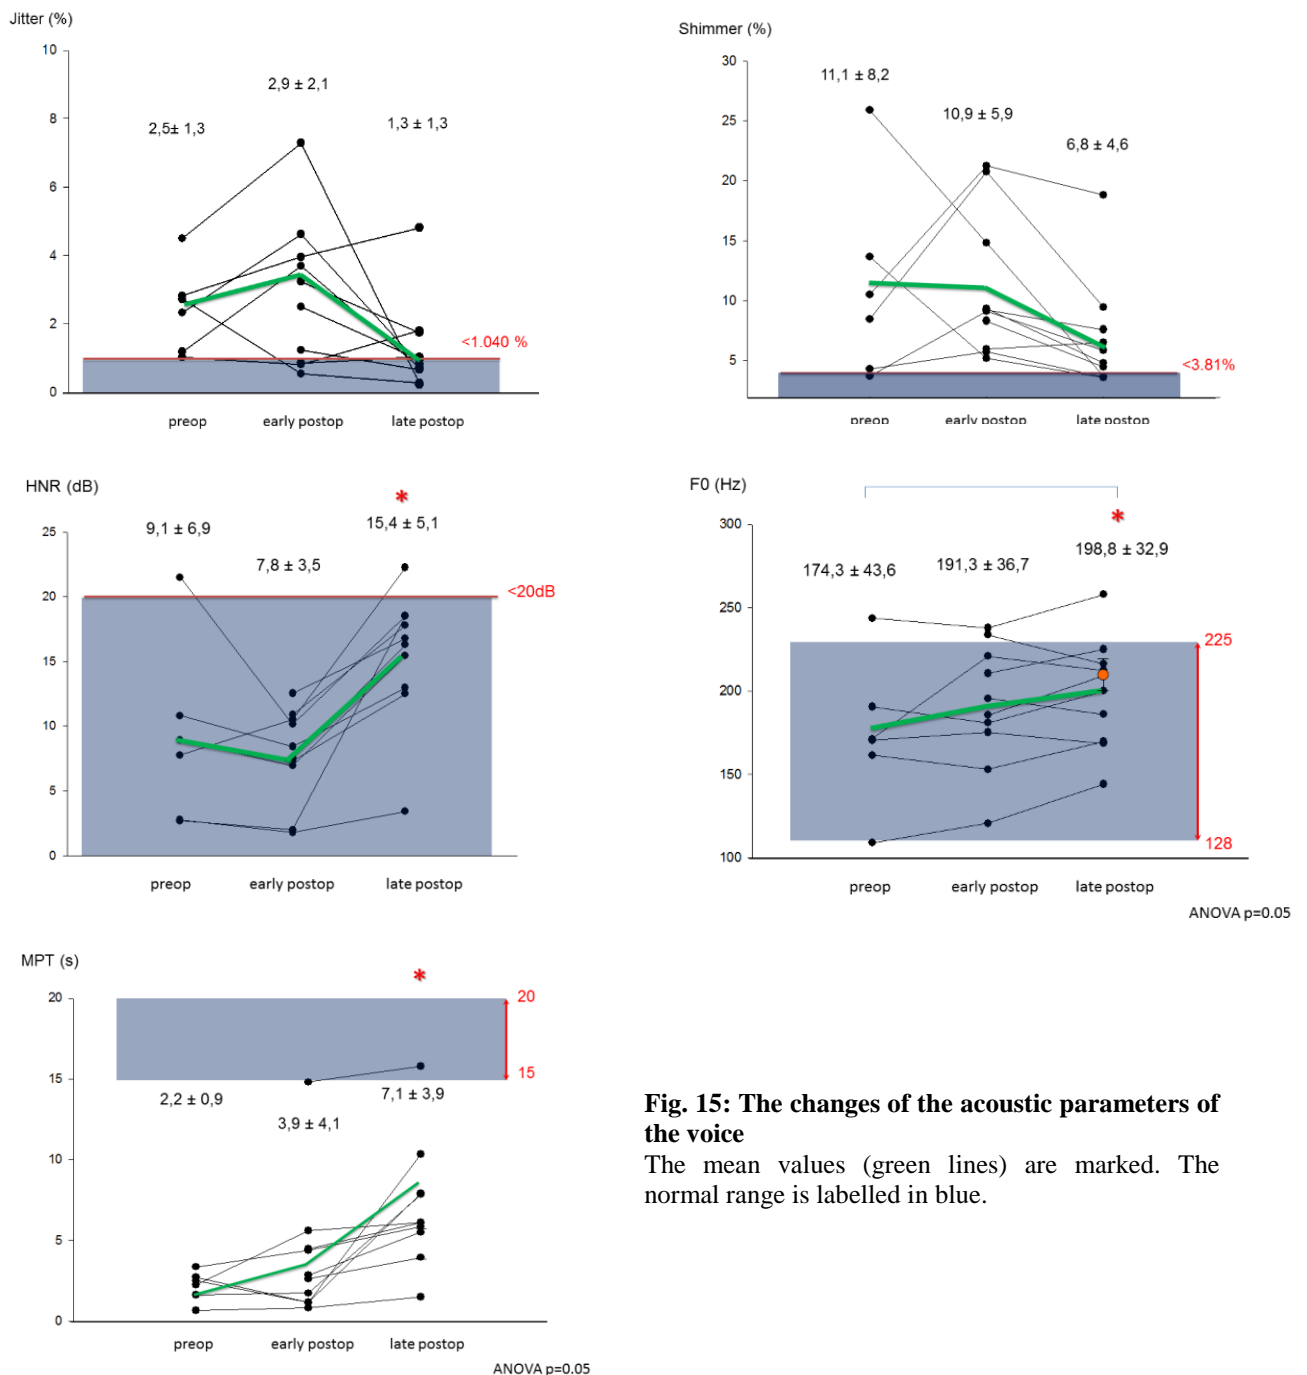 Jitter (%)
10
8
6
4
2
0
2,5± 1,3
2,9 ± 2,1
1,3 ± 1,3
<1.040 %
preop
early postop
late postop
Shimmer (%)
30
25
20
15
10
5
11,1 ± 8,2
10,9 ± 5,9
6,8 ± 4,6
<3.81%
preop
early postop
late postop
HNR (dB)
25
20
15
10
5
0
9,1 ± 6,9
7,8 ± 3,5
*
15,4 ± 5,1
<20dB
preop
early postop
late postop
F0 (Hz)
300
250
200
150
100
174,3 ± 43,6
191,3 ± 36,7
*
198,8 ± 32,9
225
128
preop
early postop
late postop
ANOVA p=0.05
MPT (s)
20
15
10
5
0
*
20
15
2,2 ± 0,9
3,9 ± 4,1
7,1 ± 3,9
preop
early postop
late postop
ANOVA p=0.05
Fig. 15: The changes of the acoustic parameters of
the voice
The mean values (green lines) are marked. The
normal range is labelled in blue.